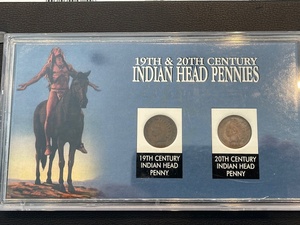 19TH & 20TH CENTURY
INDIAN HEAD PENNIES
19TH CENTURY
INDIAN HEAD
PENNY
20TH CENTURY
INDIAN HEAD
PENNY